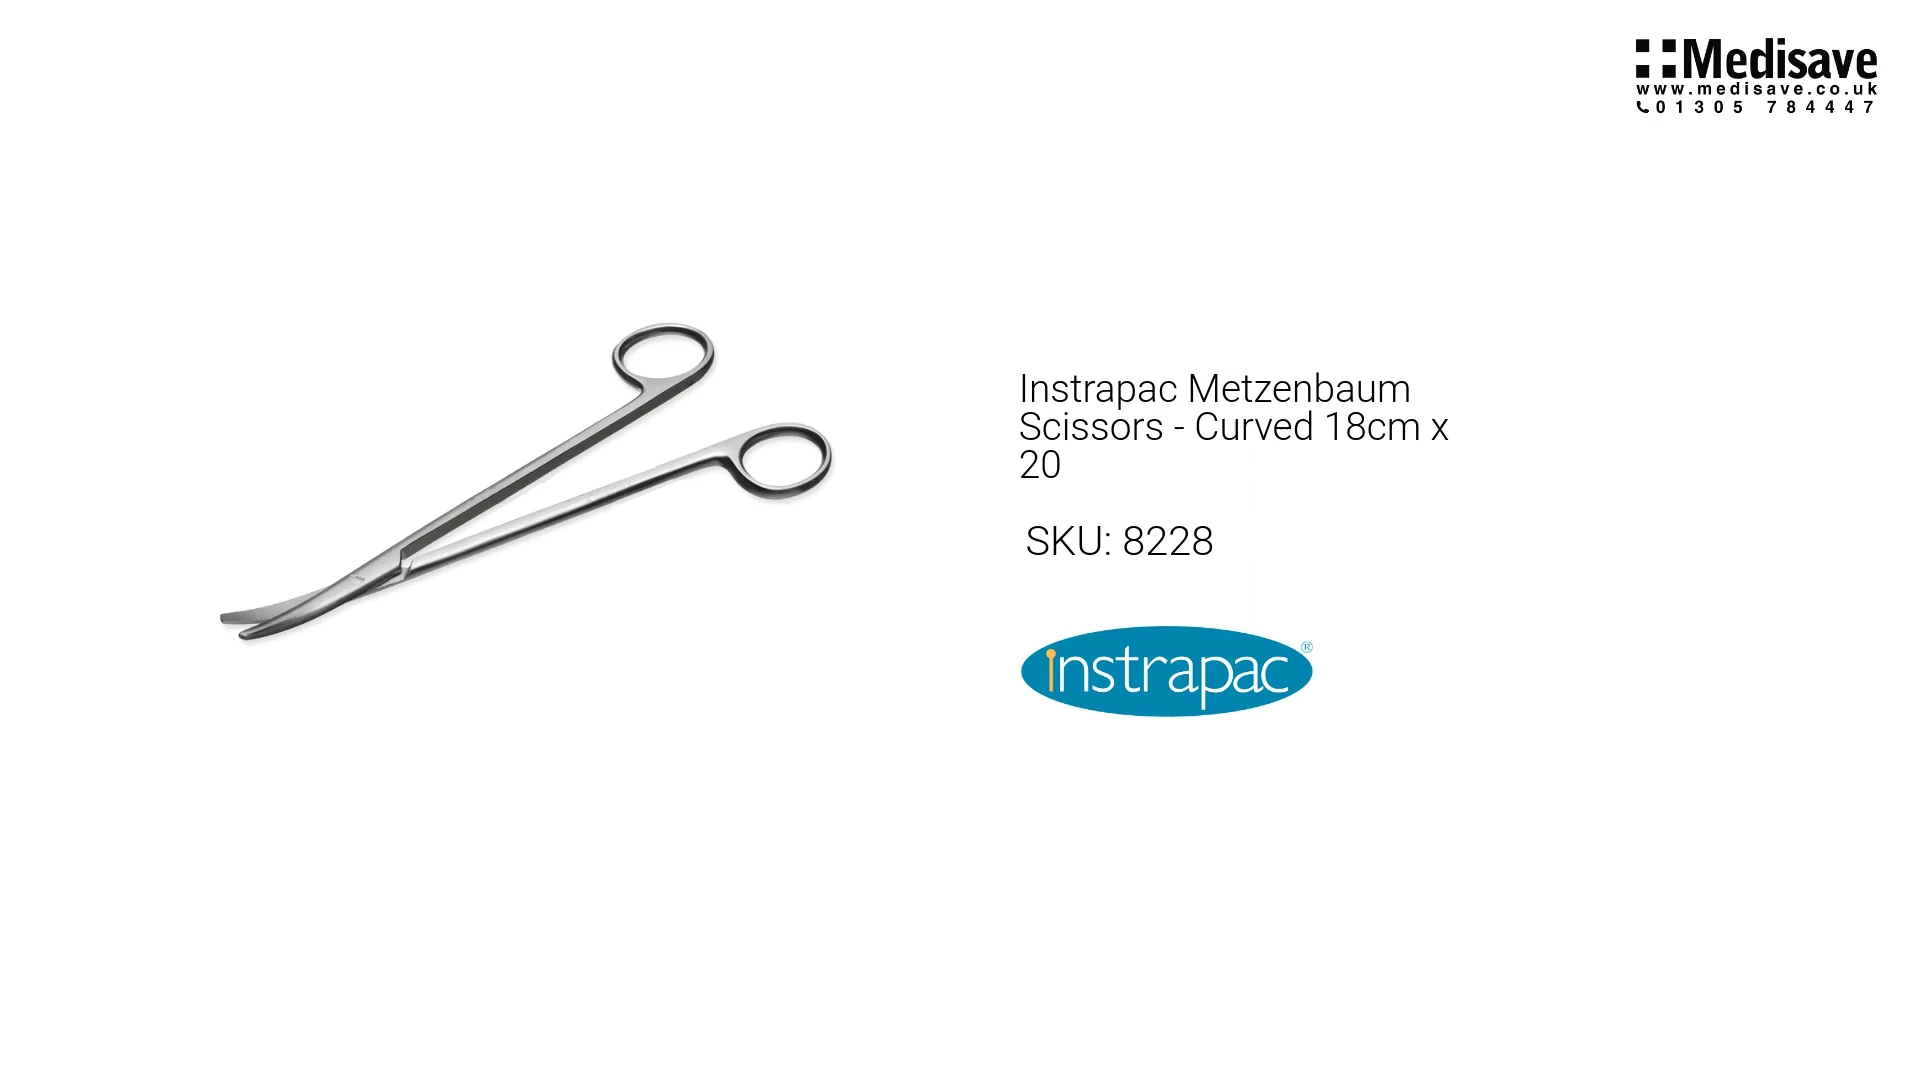 Medisave
www.medisave.co.uk
01305 784447
Instrapac Metzenbaum
Scissors - Curved 18cm x
20
SKU: 8228
instrapac®